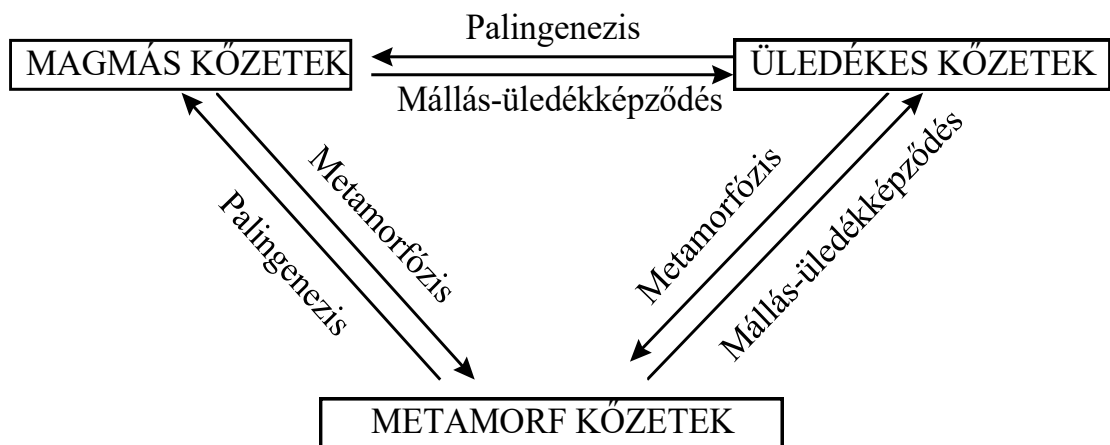 Palingenezis
MAGMÁS KŐZETEK
ÜLEDÉKES KŐZETEK
Mállás-üledékképződés
Metamorfózis
Palingenezis
Metamorfózis
Mállás-üledékképződés
METAMORF KŐZETEK